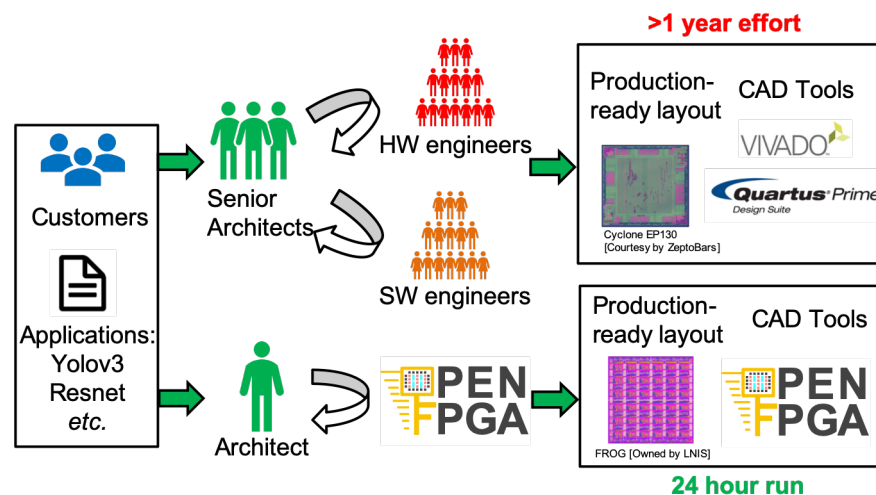 >1 year effort
Customers
Applications:
Yolov3
Resnet
etc.
Senior
Architects
HW engineers
SW engineers
Production-
ready layout
CAD Tools
VIVADO
Quartus Prime
Design Suite
Cyclone EP130
[Courtesy by ZeptoBars]
Architect
OPEN
FPGA
Production-
ready layout
CAD Tools
FROG [Owned by LNIS]
OPEN
FPGA
24 hour run